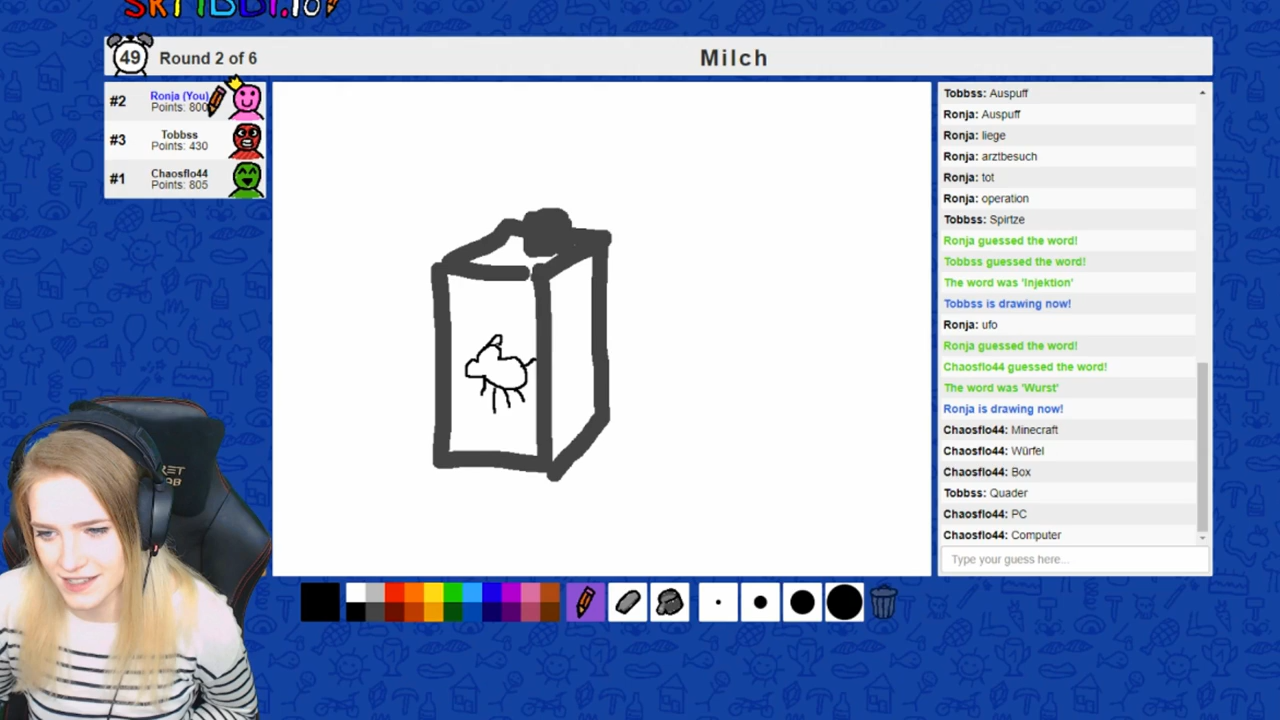 skribbl.io
49
Round 2 of 6
Milch
#2
Ronja (You)
Points: 800
#3
Tobbss
Points: 430
#1
Chaosflo44
Points: 805
Tobbss: Auspuff
Ronja: Auspuff
Ronja: liege
Ronja: arztbesuch
Ronja: tot
Ronja: operation
Tobbss: Spirtze
Ronja guessed the word!
Tobbss guessed the word!
The word was 'Injektion'
Tobbss is drawing now!
Ronja: ufo
Ronja guessed the word!
Chaosflo44 guessed the word!
The word was 'Wurst'
Ronja is drawing now!
Chaosflo44: Minecraft
Chaosflo44: Würfel
Chaosflo44: Box
Tobbss: Quader
Chaosflo44: PC
Chaosflo44: Computer
Type your guess here...